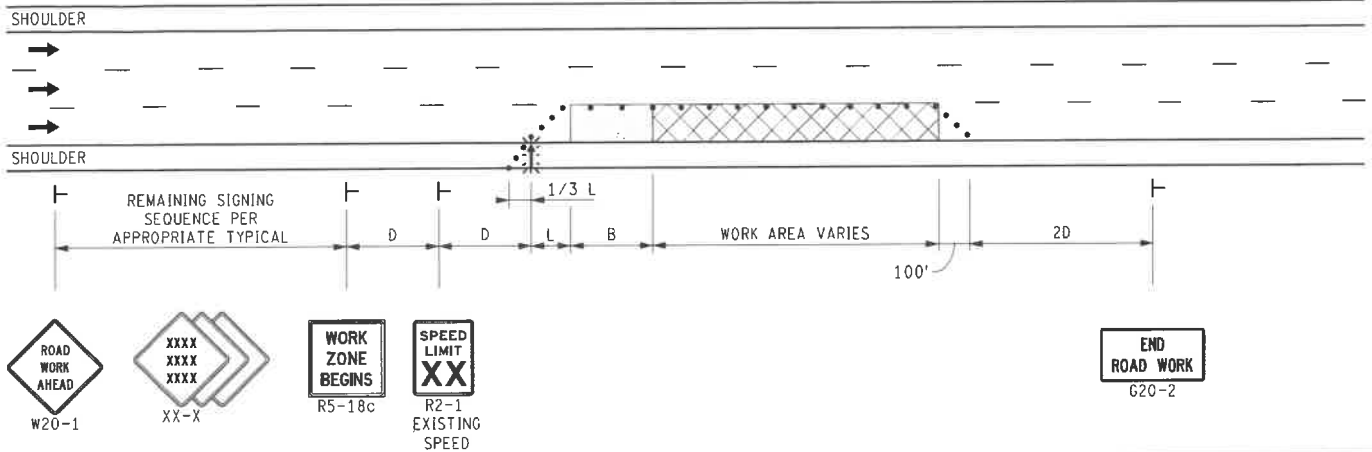 SHOULDER
SHOULDER
1/3 L
REMAINING SIGNING
SEQUENCE PER
APPROPRIATE TYPICAL
D
D
L
B
WORK AREA VARIES
100'
2D
ROAD
WORK
AHEAD
W20-1
XXXX
XXXX
XXXX
XX-X
WORK
ZONE
BEGINS
R5-18c
SPEED
LIMIT
XX
R2-1
EXISTING
SPEED
END
ROAD WORK
G20-2